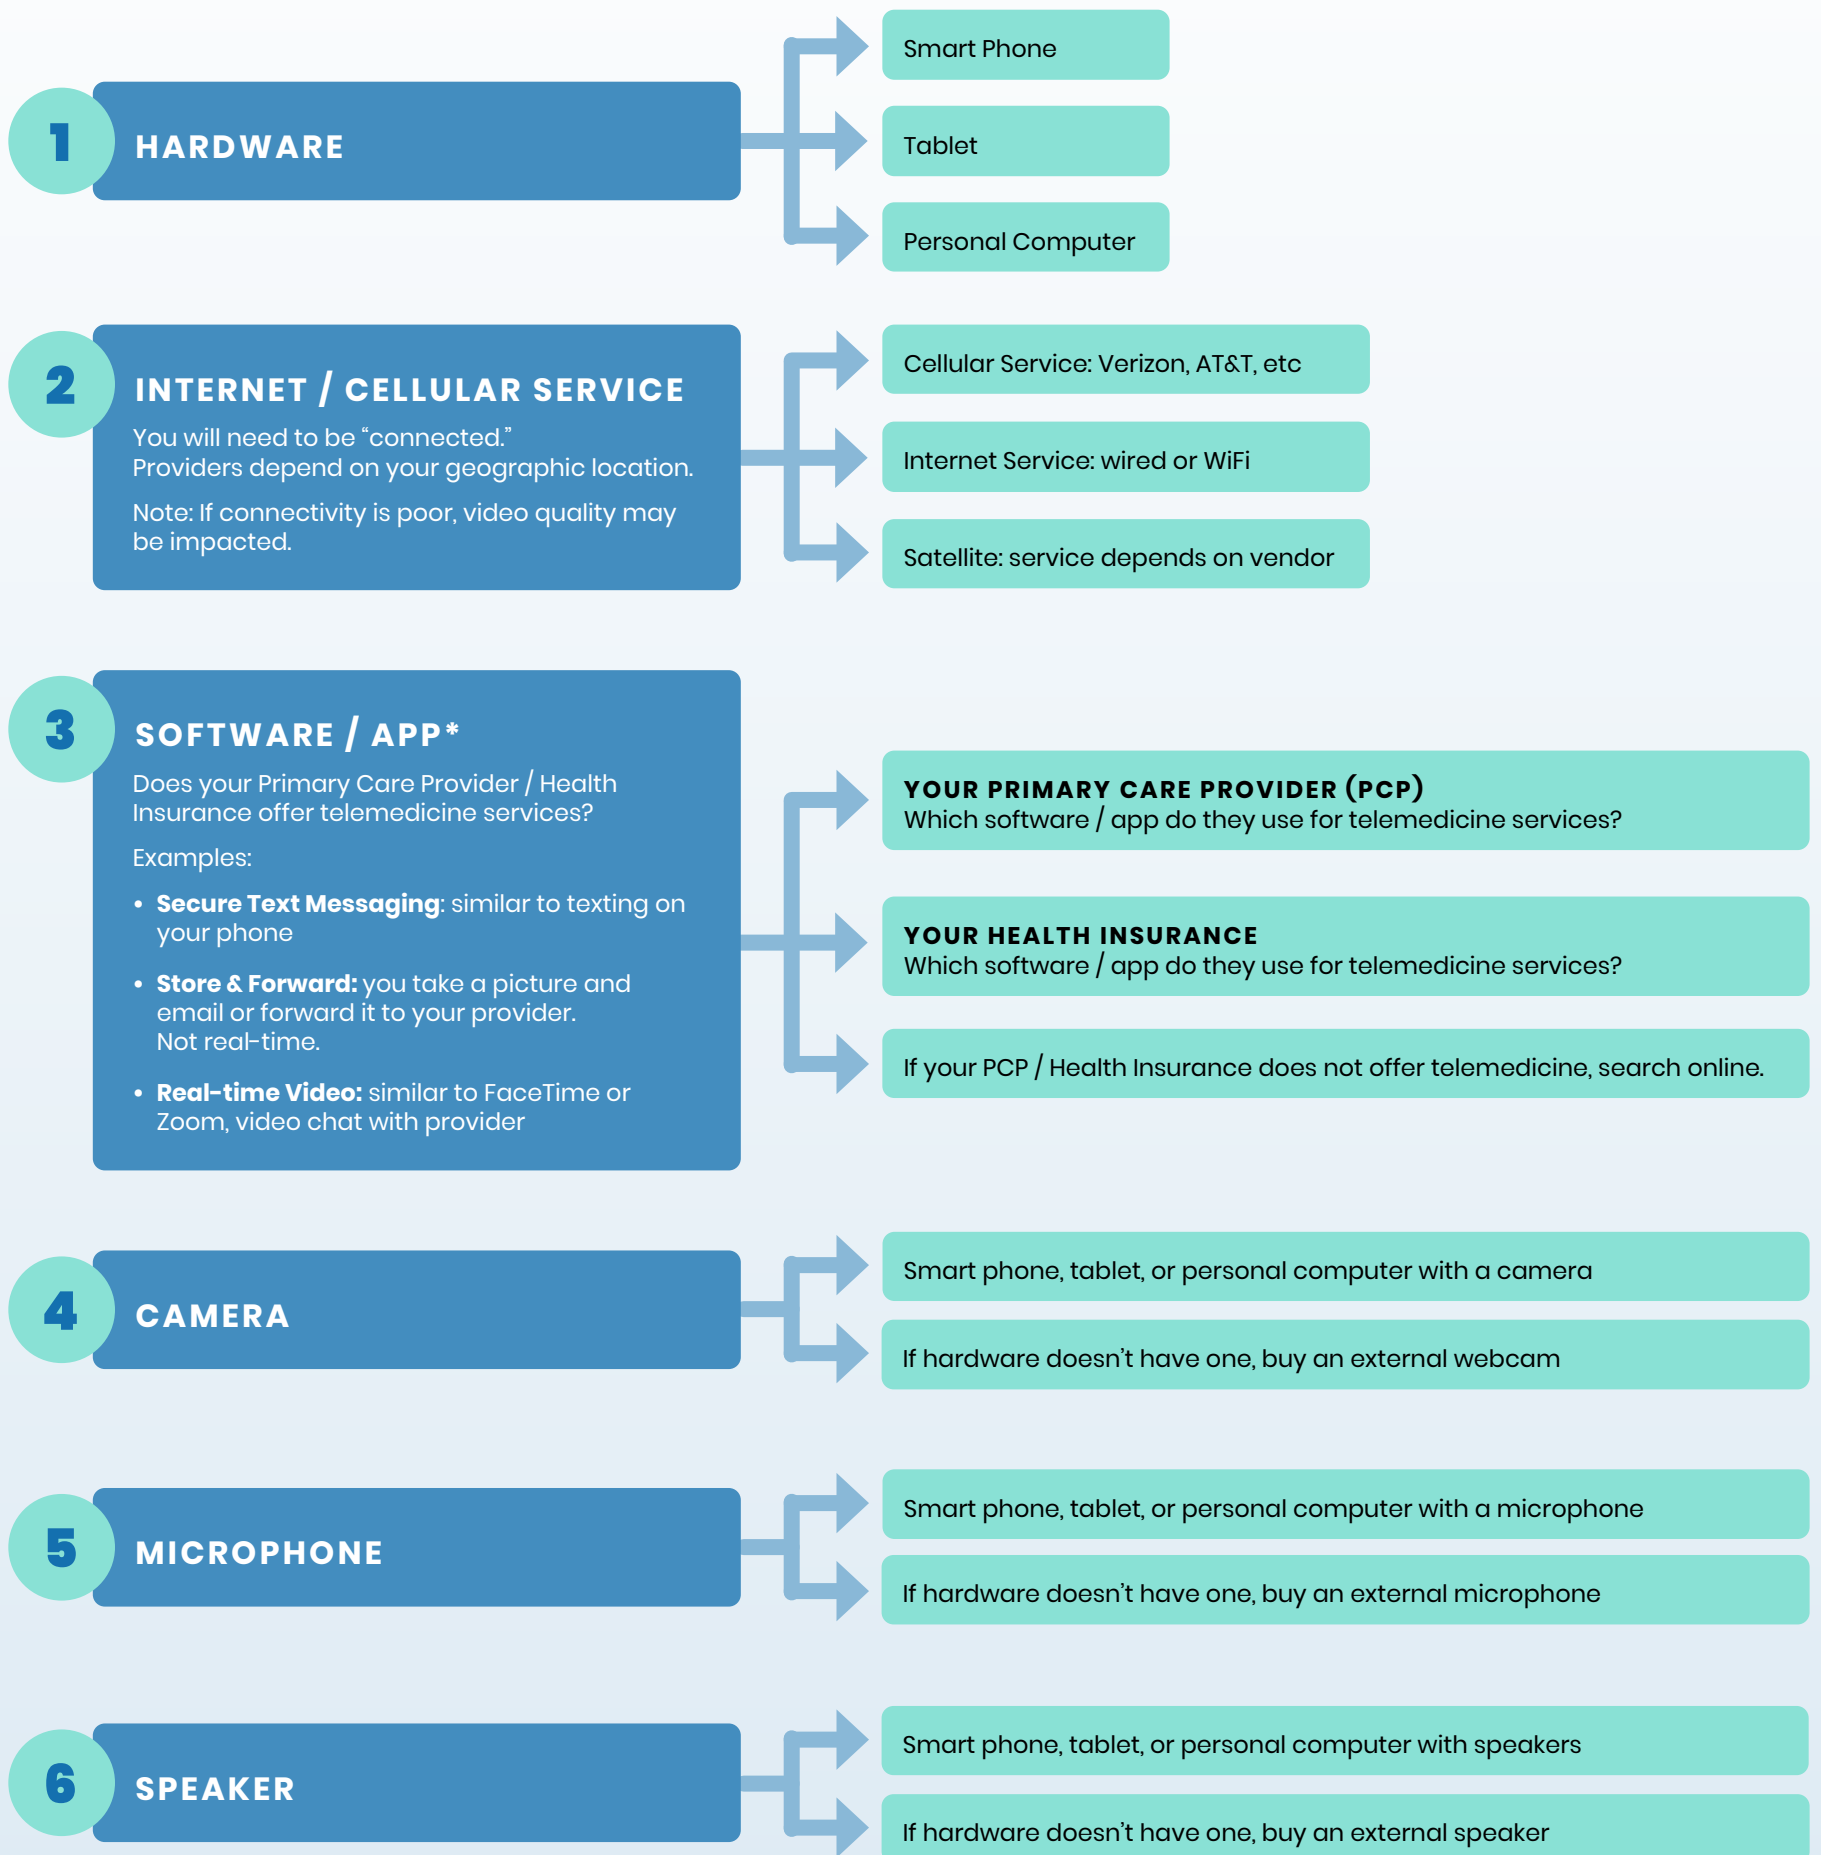 1
HARDWARE
Smart Phone
Tablet
Personal Computer
2
INTERNET / CELLULAR SERVICE
You will need to be “connected.”
Providers depend on your geographic location.
Note: If connectivity is poor, video quality may
be impacted.
Cellular Service: Verizon, AT&T, etc
Internet Service: wired or WiFi
Satellite: service depends on vendor
3
SOFTWARE / APP*
Does your Primary Care Provider / Health
Insurance offer telemedicine services?
Examples:
• Secure Text Messaging: similar to texting on
your phone
• Store & Forward: you take a picture and
email or forward it to your provider.
Not real-time.
• Real-time Video: similar to FaceTime or
Zoom, video chat with provider
YOUR PRIMARY CARE PROVIDER (PCP)
Which software / app do they use for telemedicine services?
YOUR HEALTH INSURANCE
Which software / app do they use for telemedicine services?
If your PCP / Health Insurance does not offer telemedicine, search online.
4
CAMERA
Smart phone, tablet, or personal computer with a camera
If hardware doesn’t have one, buy an external webcam
5
MICROPHONE
Smart phone, tablet, or personal computer with a microphone
If hardware doesn’t have one, buy an external microphone
6
SPEAKER
Smart phone, tablet, or personal computer with speakers
If hardware doesn’t have one, buy an external speaker